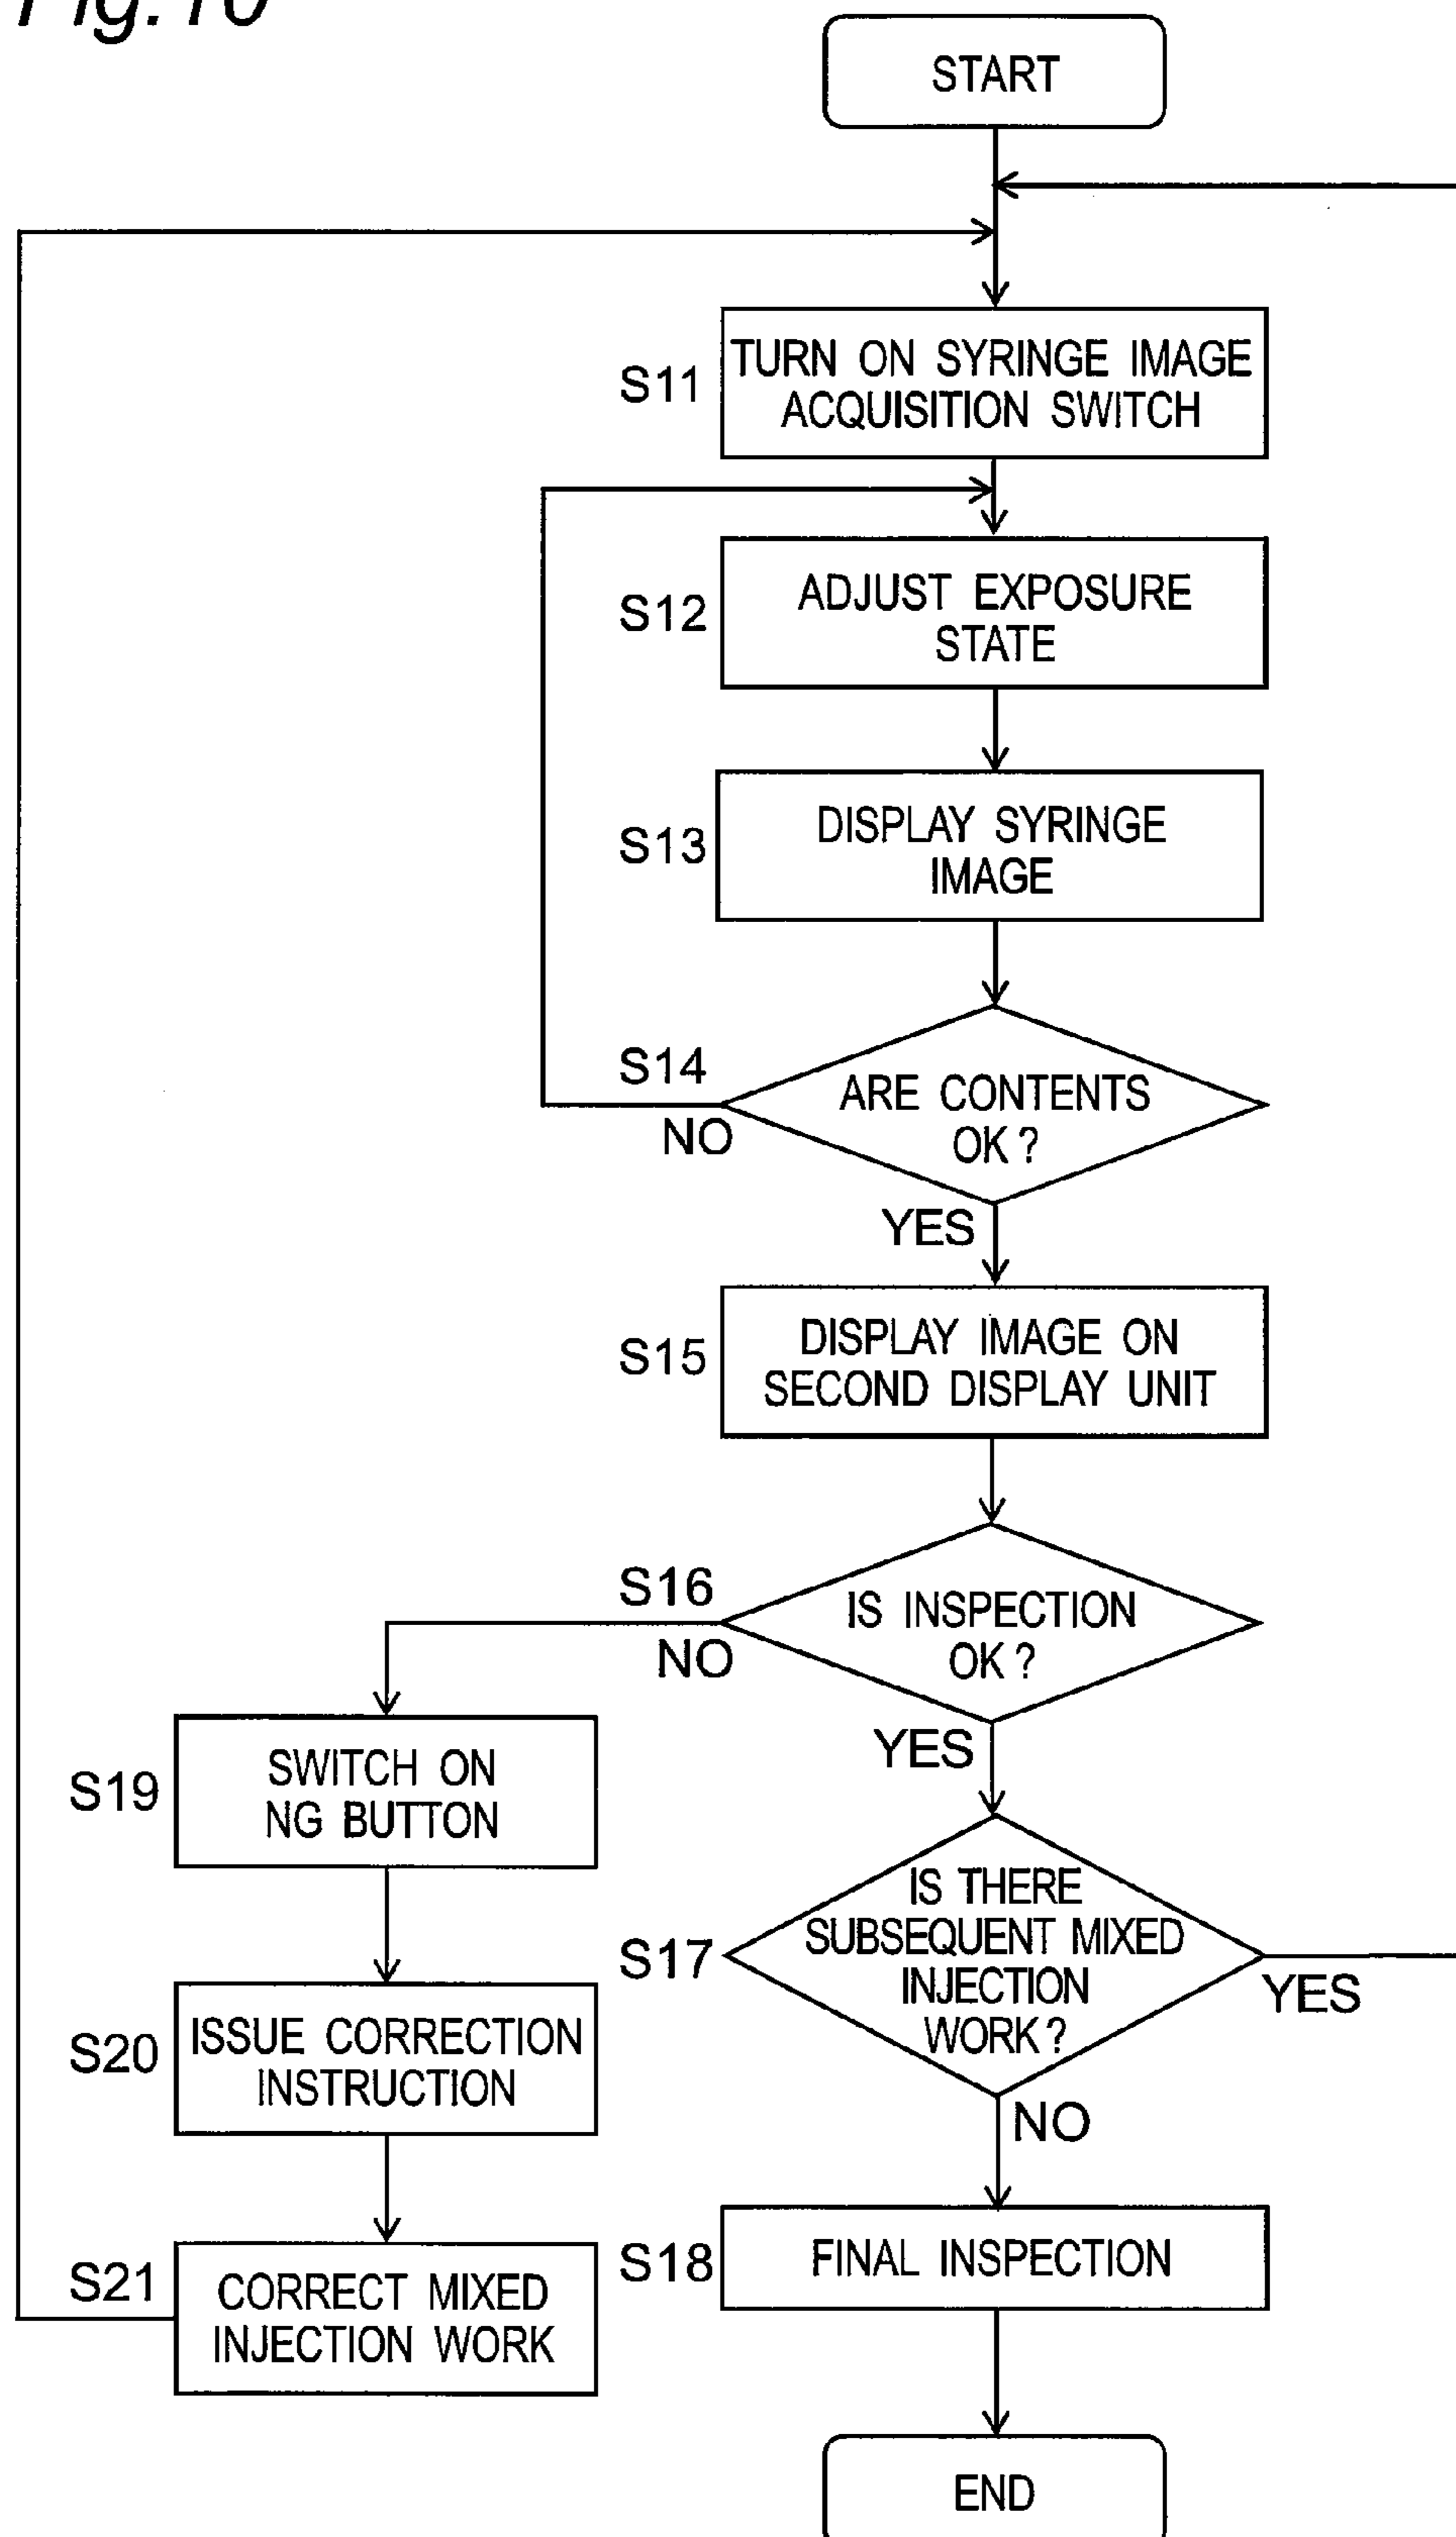 Fig.10
START
S11
TURN ON SYRINGE IMAGE
ACQUISITION SWITCH
S12
ADJUST EXPOSURE
STATE
S13
DISPLAY SYRINGE
IMAGE
S14
ARE CONTENTS
OK?
NO
YES
S15
DISPLAY IMAGE ON
SECOND DISPLAY UNIT
S16
IS INSPECTION
OK?
NO
YES
S19
SWITCH ON
NG BUTTON
S17
IS THERE
SUBSEQUENT MIXED
INJECTION
WORK?
YES
NO
S20
ISSUE CORRECTION
INSTRUCTION
S21
CORRECT MIXED
INJECTION WORK
S18
FINAL INSPECTION
END